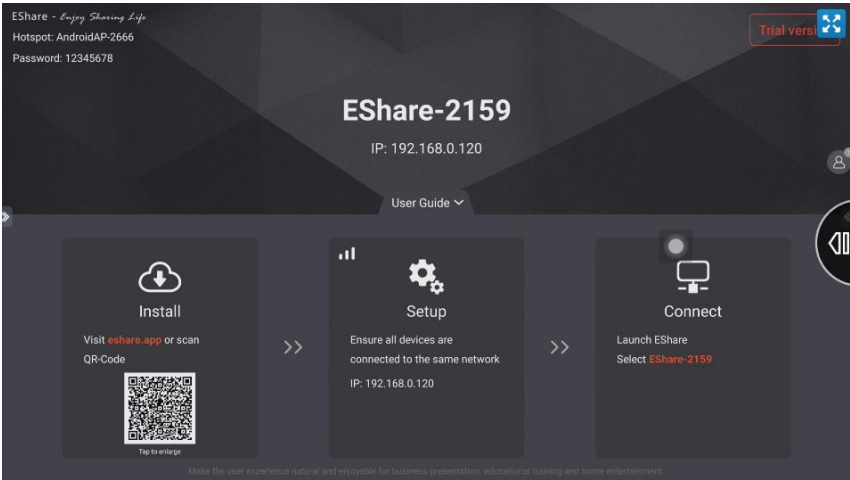 EShare - Enjoy Sharing Life
Hotspot: AndroidAP-2666
Password: 12345678
Trial versi
EShare-2159
IP: 192.168.0.120
User Guide
Install
Visit eshare.app or scan
QR-Code
Tap to enlarge
Setup
Ensure all devices are
connected to the same network
IP: 192.168.0.120
Connect
Launch EShare
Select EShare-2159
Make the user experience natural and enjoyable for business presentation, educational training and home entertainment.